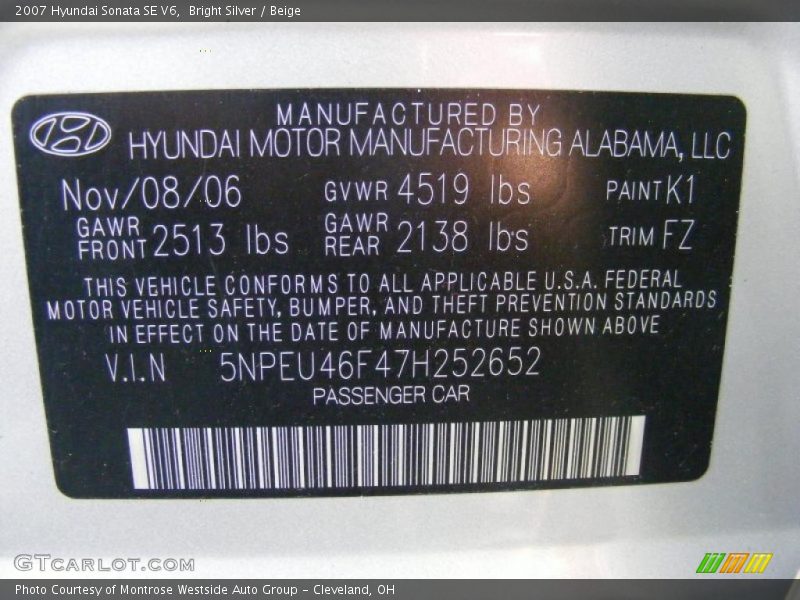 2007 Hyundai Sonata SE V6,  Bright Silver / Beige
MANUFACTURED BY
HYUNDAI MOTOR MANUFACTURING ALABAMA, LLC
Nov/08/06 GVWR 4519 lbs PAINT K1
GAWR FRONT 2513 lbs GAWR REAR 2138 lbs TRIM FZ
THIS VEHICLE CONFORMS TO ALL APPLICABLE U.S.A. FEDERAL
MOTOR VEHICLE SAFETY, BUMPER, AND THEFT PREVENTION STANDARDS
IN EFFECT ON THE DATE OF MANUFACTURE SHOWN ABOVE
V.I.N 5NPEU46F47H252652
PASSENGER CAR
GTCARLOT.COM
Photo Courtesy of Montrose Westside Auto Group - Cleveland, OH